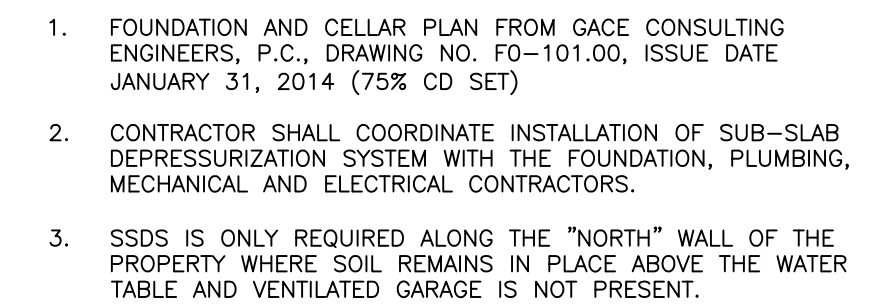 1. FOUNDATION AND CELLAR PLAN FROM GACE CONSULTING
ENGINEERS, P.C., DRAWING NO. FO-101.00, ISSUE DATE
JANUARY 31, 2014 (75% CD SET)
2. CONTRACTOR SHALL COORDINATE INSTALLATION OF SUB-SLAB
DEPRESSURIZATION SYSTEM WITH THE FOUNDATION, PLUMBING,
MECHANICAL AND ELECTRICAL CONTRACTORS.
3. SSDS IS ONLY REQUIRED ALONG THE "NORTH" WALL OF THE
PROPERTY WHERE SOIL REMAINS IN PLACE ABOVE THE WATER
TABLE AND VENTILATED GARAGE IS NOT PRESENT.